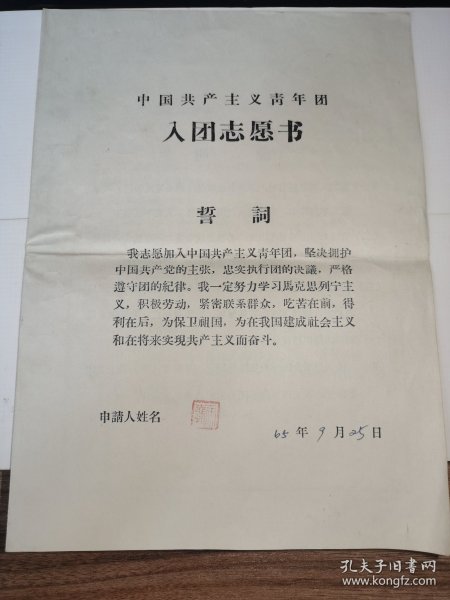 中国共产主义青年团
入团志愿书
誓詞
我志愿加入中国共产主义青年团，坚决拥护
中国共产党的主张，忠实执行团的决議，严格
遵守团的紀律。我一定努力学习馬克思列宁主
义，积极劳动，紧密联系群众，吃苦在前，得
利在后，为保卫祖国，为在我国建成社会主义
和在将来实现共产主义而奋斗。
申請人姓名
65年9月25日
孔夫子旧书网
www.kongfz.com